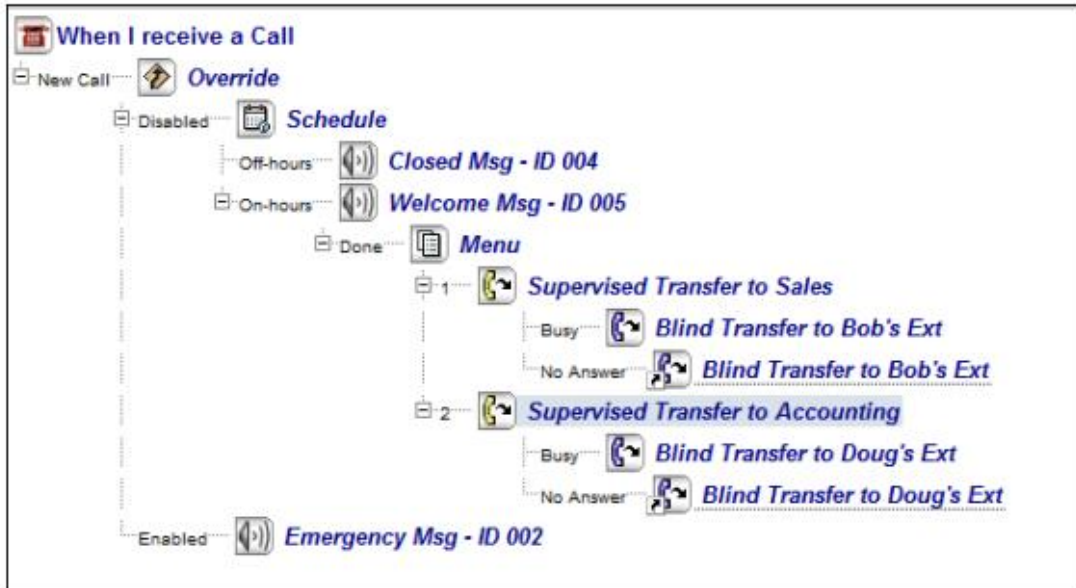 When I receive a Call
New Call Override
Disabled Schedule
Off-hours Closed Msg - ID 004
On-hours Welcome Msg - ID 005
Done Menu
1 Supervised Transfer to Sales
Busy Blind Transfer to Bob's Ext
No Answer Blind Transfer to Bob's Ext
2 Supervised Transfer to Accounting
Busy Blind Transfer to Doug's Ext
No Answer Blind Transfer to Doug's Ext
Enabled Emergency Msg - ID 002